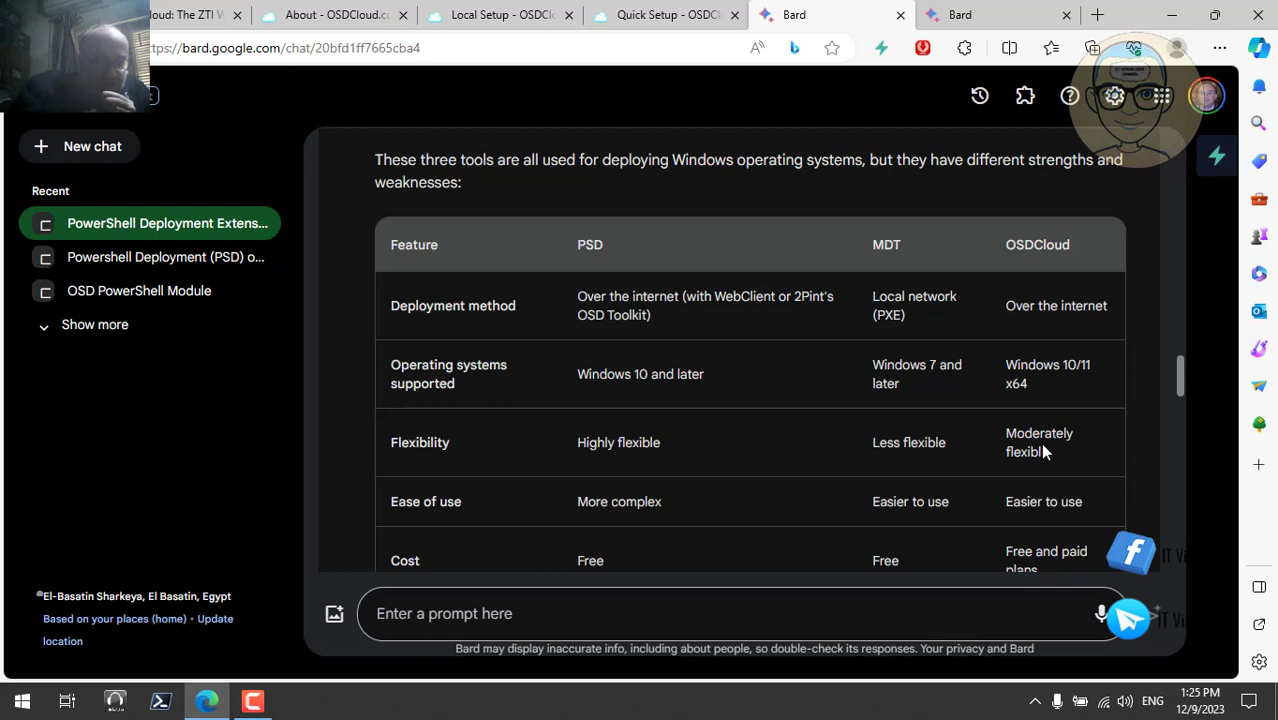 Cloud: The ZTI W
About - OSDCloud.c
Local Setup - OSDClo
Quick Setup - OSDCl
Bard
Bard
ttps://bard.google.com/chat/20bfd1ff7665cba4
New chat
Recent
PowerShell Deployment Extens...
Powershell Deployment (PSD) o...
OSD PowerShell Module
Show more
These three tools are all used for deploying Windows operating systems, but they have different strengths and
weaknesses:
Feature PSD MDT OSDCloud
Deployment method Over the internet (with WebClient or 2Pint's OSD Toolkit) Local network (PXE) Over the internet
Operating systems supported Windows 10 and later Windows 7 and later Windows 10/11 x64
Flexibility Highly flexible Less flexible Moderately flexible
Ease of use More complex Easier to use Easier to use
Cost Free Free Free and paid plans
El-Basatin Sharkeya, El Basatin, Egypt
Based on your places (home) • Update
location
Enter a prompt here
Bard may display inaccurate info, including about people, so double-check its responses. Your privacy and Bard
IT Vi
IT Vi
ENG
1:25 PM
12/9/2023